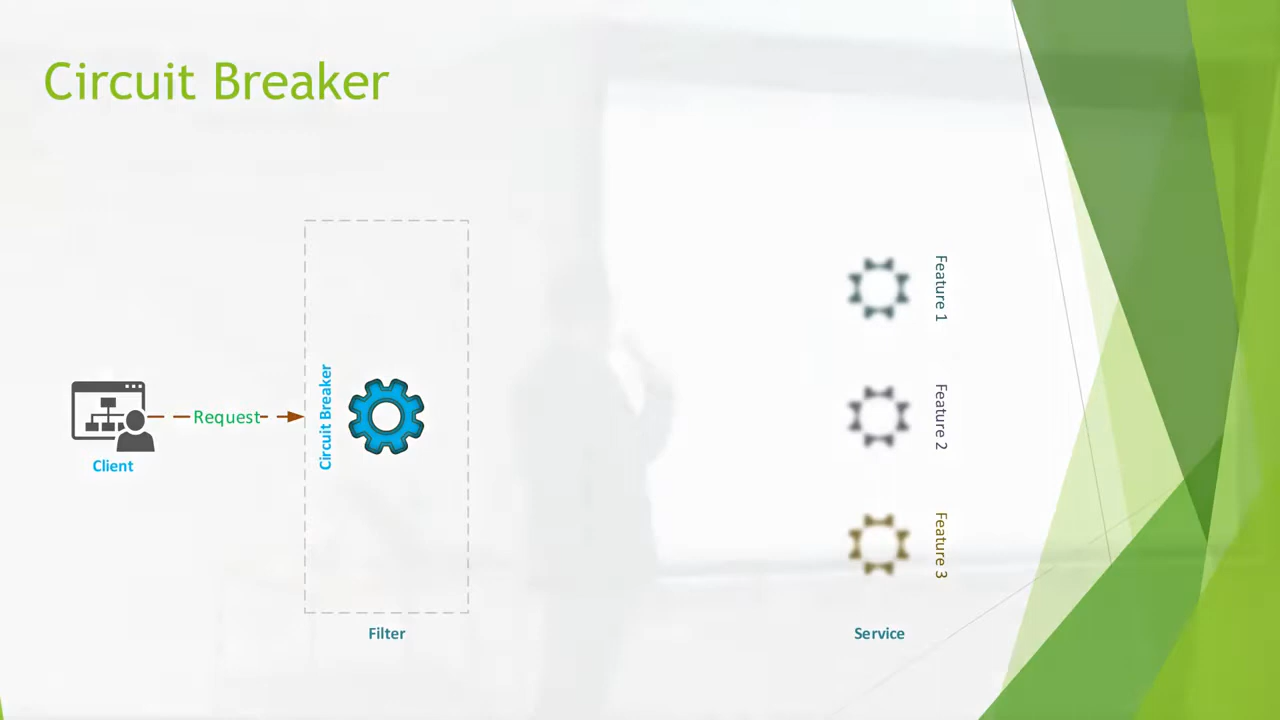 Circuit Breaker
Request
Client
Circuit Breaker
Filter
Feature 1
Feature 2
Feature 3
Service